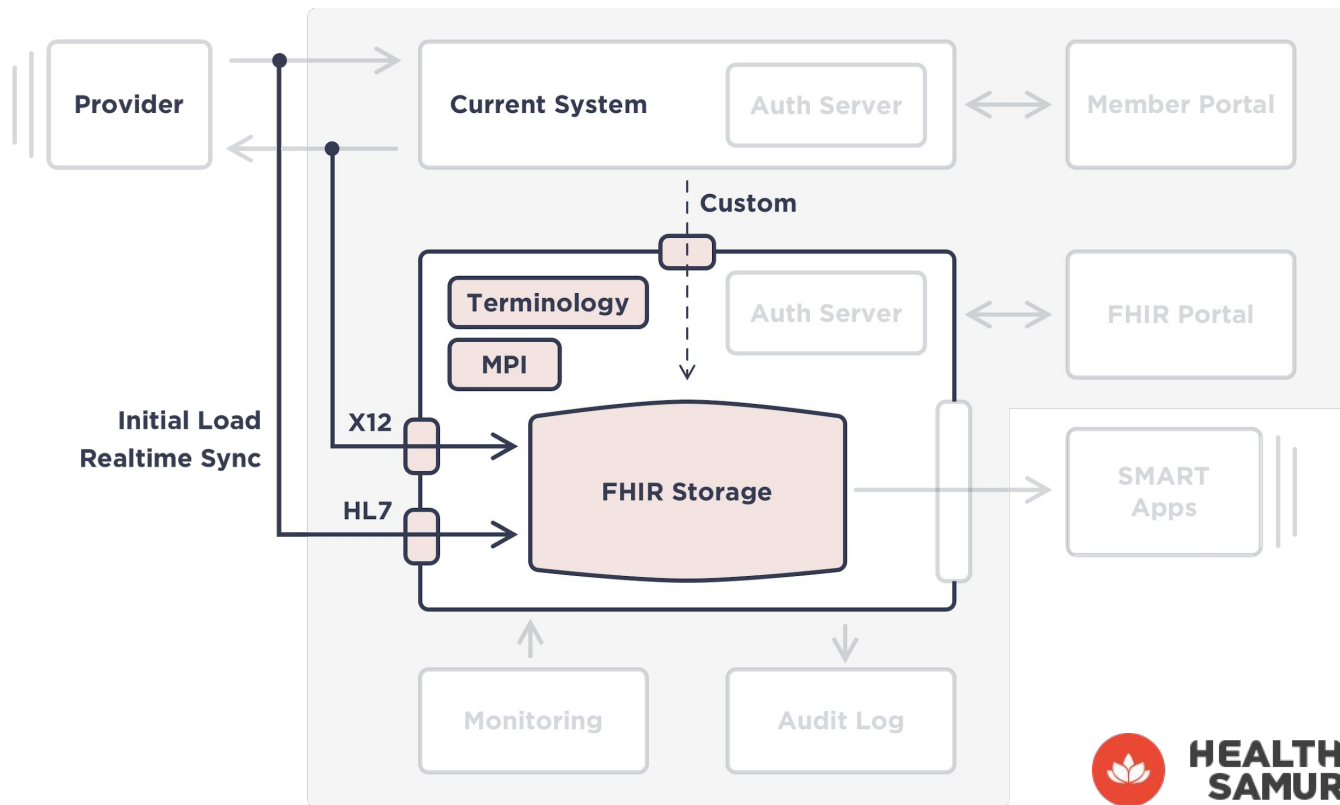 Provider
Current System
Auth Server
Member Portal
Custom
Terminology
Auth Server
FHIR Portal
MPI
Initial Load
Realtime Sync
X12
HL7
FHIR Storage
SMART
Apps
Monitoring
Audit Log
HEALTH
SAMUR